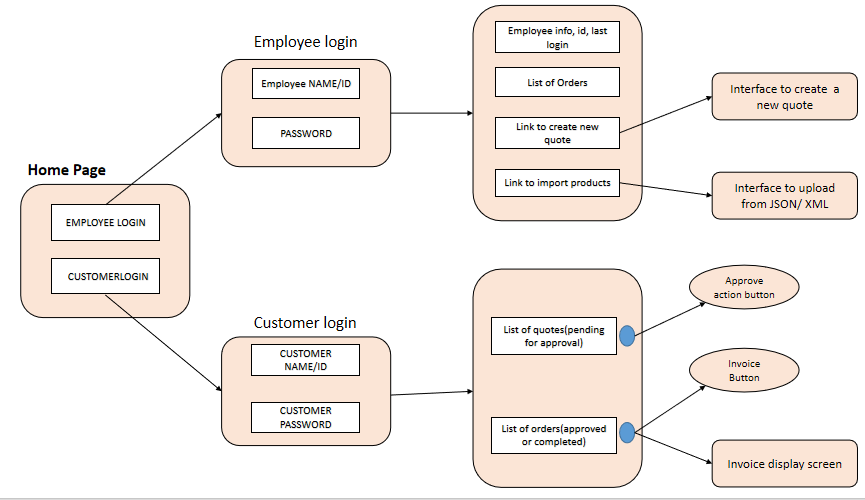 Home Page
EMPLOYEE LOGIN
CUSTOMERLOGIN
Employee login
Employee NAME/ID
PASSWORD
Employee info, id, last
login
List of Orders
Link to create new
quote
Link to import products
Interface to create a
new quote
Interface to upload
from JSON/ XML
Customer login
CUSTOMER
NAME/ID
CUSTOMER
PASSWORD
List of quotes(pending
for approval)
List of orders(approved
or completed)
Approve
action button
Invoice
Button
Invoice display screen